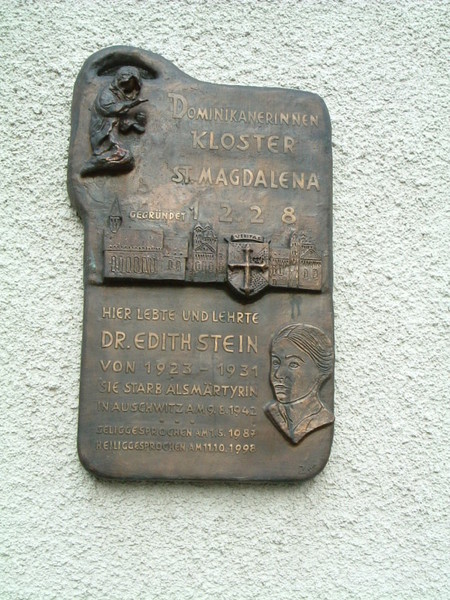 DOMINIKANERINNEN
KLOSTER
ST. MAGDALENA
GEGRÜNDET 1228
VERITAS
HIER LEBTE UND LEHRTE
DR. EDITH STEIN
VON 1923 - 1931
SIE STARB ALS MÄRTYRIN
IN AUSCHWITZ AM 9.8.1942
SELIGGESPROCHEN AM 1.5.1987
HEILIGGESPROCHEN AM 11.10.1998